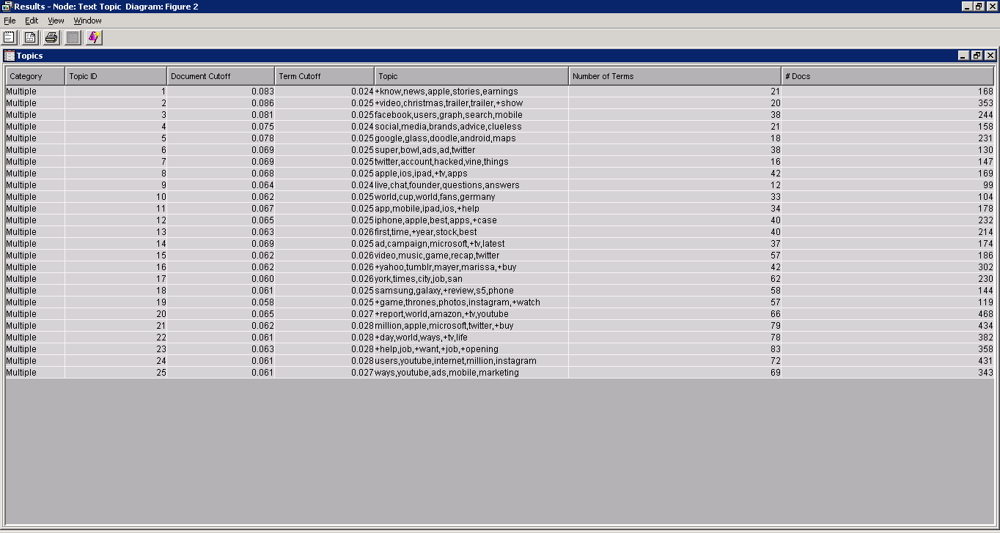 Results - Node: Text Topic Diagram: Figure 2
File Edit View Window
Topics
Category Topic ID Document Cutoff Term Cutoff Topic Number of Terms # Docs
Multiple 1 0.083 0.024 +know,news,apple,stories,earnings 21 168
Multiple 2 0.086 0.025 +video,christmas,trailer,trailer,+show 20 353
Multiple 3 0.081 0.025 facebook,users,graph,search,mobile 38 244
Multiple 4 0.075 0.024 social,media,brands,advice,clueless 21 158
Multiple 5 0.078 0.025 google,glass,doodle,android,maps 18 231
Multiple 6 0.069 0.025 super,bowl,ads,ad,twitter 38 130
Multiple 7 0.069 0.025 twitter,account,hacked,vine,things 16 147
Multiple 8 0.068 0.025 apple,ios,ipad,+tv,apps 42 169
Multiple 9 0.064 0.024 live,chat,founder,questions,answers 12 99
Multiple 10 0.062 0.025 world,cup,world,fans,germany 33 104
Multiple 11 0.067 0.025 app,mobile,ipad,ios,+help 34 178
Multiple 12 0.065 0.025 iphone,apple,best,apps,+case 40 232
Multiple 13 0.063 0.026 first,time,+year,stock,best 40 214
Multiple 14 0.069 0.025 ad,campaign,microsoft,+tv,latest 37 174
Multiple 15 0.062 0.026 video,music,game,recap,twitter 57 186
Multiple 16 0.062 0.026 +yahoo,tumblr,mayer,marissa,+buy 42 302
Multiple 17 0.060 0.026 york,times,city,job,san 62 230
Multiple 18 0.061 0.025 samsung,galaxy,+review,s5,phone 58 144
Multiple 19 0.058 0.025 +game,thrones,photos,instagram,+watch 57 119
Multiple 20 0.065 0.027 +report,world,amazon,+tv,youtube 66 468
Multiple 21 0.062 0.028 million,apple,microsoft,twitter,+buy 79 434
Multiple 22 0.061 0.028 +day,world,ways,+tv,life 78 382
Multiple 23 0.063 0.028 +help,job,+want,+job,+opening 83 358
Multiple 24 0.061 0.028 users,youtube,internet,million,instagram 72 431
Multiple 25 0.061 0.027 ways,youtube,ads,mobile,marketing 69 343